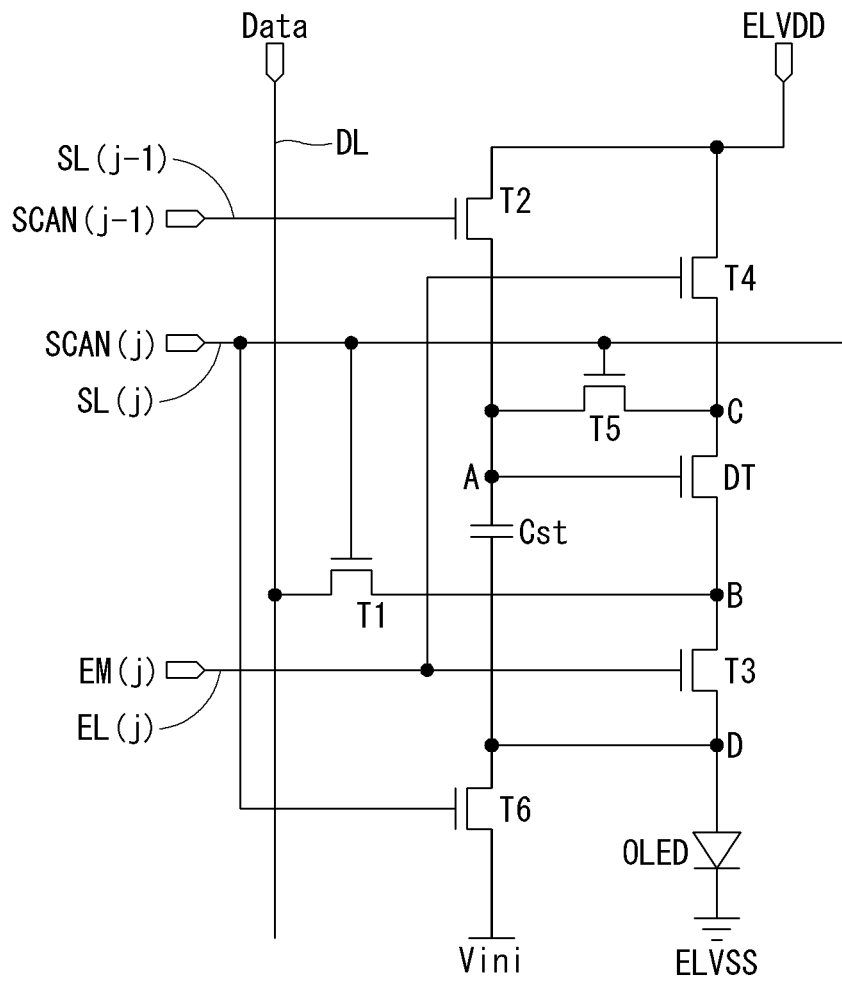 Data
ELVDD
DL
SL(j-1)
SCAN(j-1)
T2
T4
SCAN(j)
SL(j)
T5
C
A
DT
Cst
T1
B
EM(j)
T3
EL(j)
D
T6
OLED
Vini
ELVSS